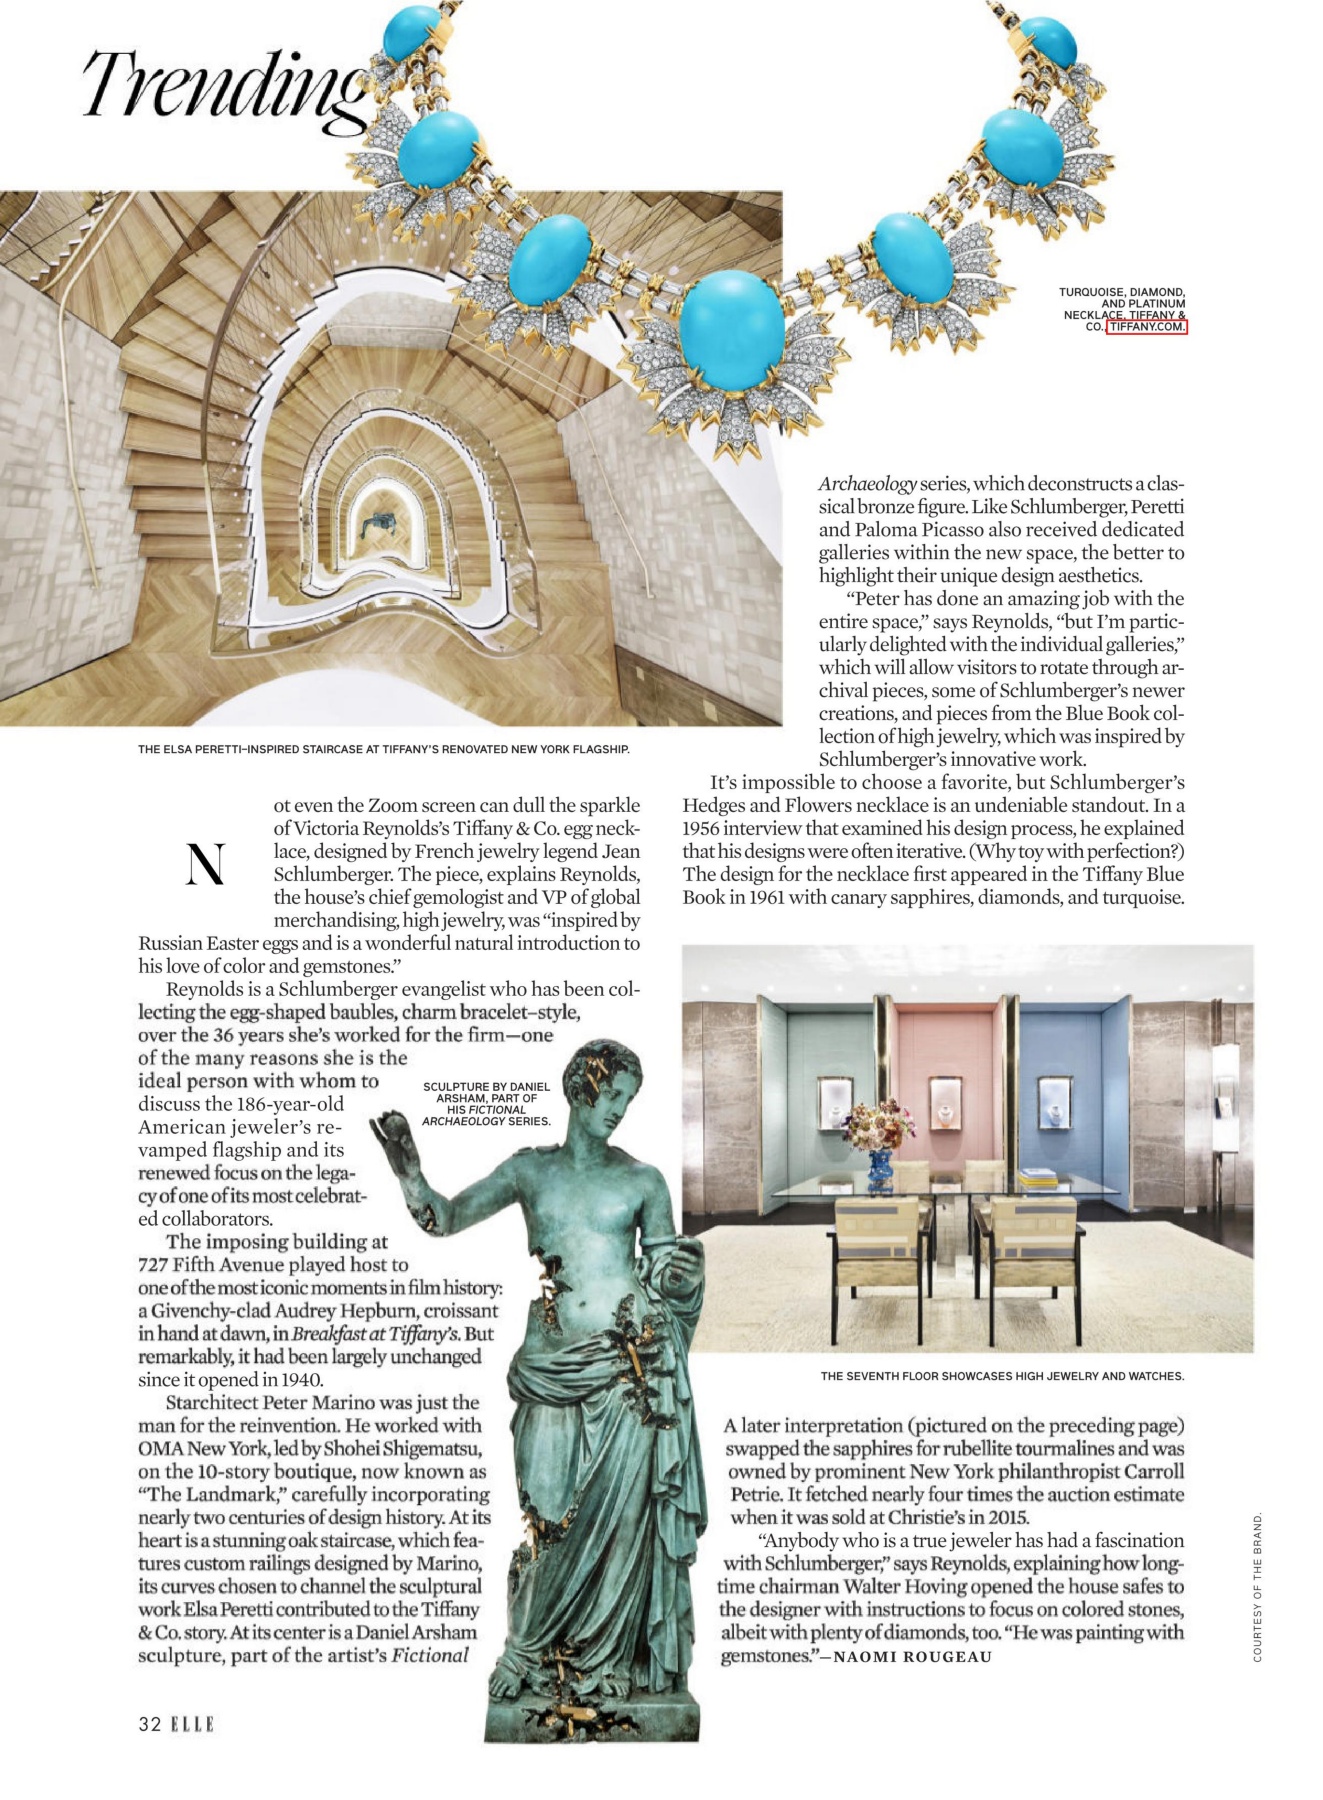 Trending
TURQUOISE, DIAMOND,
AND PLATINUM
NECKLACE, TIFFANY &
CO., TIFFANY.COM.
THE ELSA PERETTI–INSPIRED STAIRCASE AT TIFFANY’S RENOVATED NEW YORK FLAGSHIP.
N
ot even the Zoom screen can dull the sparkle
of Victoria Reynolds’s Tiffany & Co. egg neck-
lace, designed by French jewelry legend Jean
Schlumberger. The piece, explains Reynolds,
the house’s chief gemologist and VP of global
merchandising, high jewelry, was “inspired by
Russian Easter eggs and is a wonderful natural introduction to
his love of color and gemstones.”
Reynolds is a Schlumberger evangelist who has been col-
lecting the egg-shaped baubles, charm bracelet–style,
over the 36 years she’s worked for the firm—one
of the many reasons she is the
ideal person with whom to
discuss the 186-year-old
American jeweler’s re-
vamped flagship and its
renewed focus on the lega-
cy of one of its most celebrat-
ed collaborators.
The imposing building at
727 Fifth Avenue played host to
one of the most iconic moments in film history:
a Givenchy-clad Audrey Hepburn, croissant
in hand at dawn, in Breakfast at Tiffany’s. But
remarkably, it had been largely unchanged
since it opened in 1940.
Starchitect Peter Marino was just the
man for the reinvention. He worked with
OMA New York, led by Shohei Shigematsu,
on the 10-story boutique, now known as
“The Landmark,” carefully incorporating
nearly two centuries of design history. At its
heart is a stunning oak staircase, which fea-
tures custom railings designed by Marino,
its curves chosen to channel the sculptural
work Elsa Peretti contributed to the Tiffany
& Co. story. At its center is a Daniel Arsham
sculpture, part of the artist’s Fictional
SCULPTURE BY DANIEL
ARSHAM, PART OF
HIS FICTIONAL
ARCHAEOLOGY SERIES.
Archaeology series, which deconstructs a clas-
sical bronze figure. Like Schlumberger, Peretti
and Paloma Picasso also received dedicated
galleries within the new space, the better to
highlight their unique design aesthetics.
“Peter has done an amazing job with the
entire space,” says Reynolds, “but I’m partic-
ularly delighted with the individual galleries,”
which will allow visitors to rotate through ar-
chival pieces, some of Schlumberger’s newer
creations, and pieces from the Blue Book col-
lection of high jewelry, which was inspired by
Schlumberger’s innovative work.
It’s impossible to choose a favorite, but Schlumberger’s
Hedges and Flowers necklace is an undeniable standout. In a
1956 interview that examined his design process, he explained
that his designs were often iterative. (Why toy with perfection?)
The design for the necklace first appeared in the Tiffany Blue
Book in 1961 with canary sapphires, diamonds, and turquoise.
THE SEVENTH FLOOR SHOWCASES HIGH JEWELRY AND WATCHES.
A later interpretation (pictured on the preceding page)
swapped the sapphires for rubellite tourmalines and was
owned by prominent New York philanthropist Carroll
Petrie. It fetched nearly four times the auction estimate
when it was sold at Christie’s in 2015.
“Anybody who is a true jeweler has had a fascination
with Schlumberger,” says Reynolds, explaining how long-
time chairman Walter Hoving opened the house safes to
the designer with instructions to focus on colored stones,
albeit with plenty of diamonds, too. “He was painting with
gemstones.”—NAOMI ROUGEAU
COURTESY OF THE BRAND.
32 ELLE